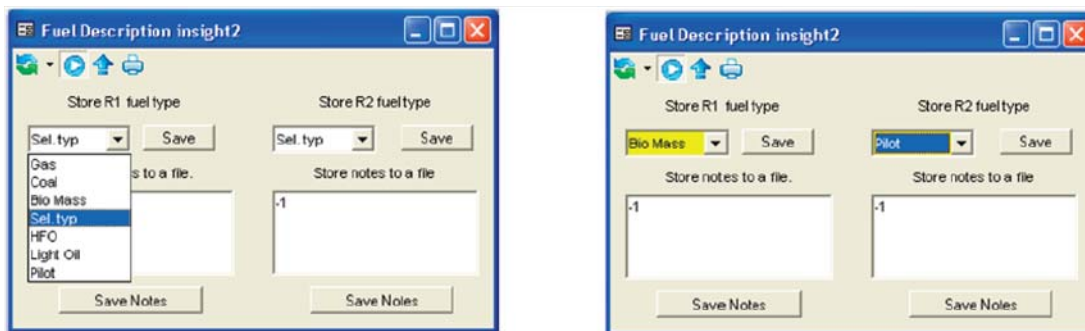 Fuel Description insight2
Store R1 fuel type
Store R2 fuel type
Sel. typ
Save
Sel. typ
Save
Gas
Coal
Bio Mass
Sel. typ
HFO
Light Oil
Pilot
s to a file.
Store notes to a file
-1
Save Notes
Save Notes
Fuel Description insight2
Store R1 fuel type
Store R2 fuel type
Bio Mass
Save
Pilot
Save
Store notes to a file.
Store notes to a file
-1
-1
Save Notes
Save Notes